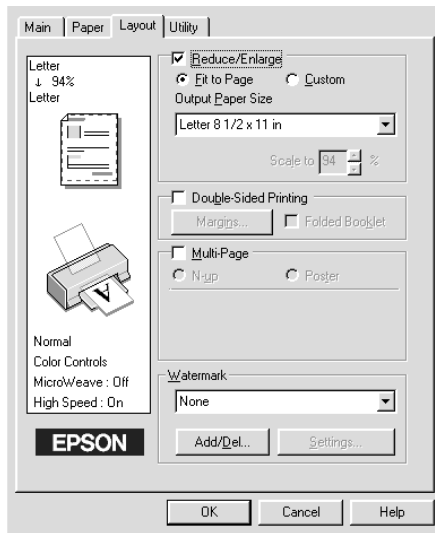 Main Paper Layout Utility
Letter
↓ 94%
Letter
A
Normal
Color Controls
MicroWeave : Off
High Speed : On
EPSON
Reduce/Enlarge
Fit to Page Custom
Output Paper Size
Letter 8 1/2 x 11 in
Scale to 94 %
Double-Sided Printing
Margins... Folded Booklet
Multi-Page
N-up Poster
Watermark
None
Add/Del... Settings...
OK Cancel Help